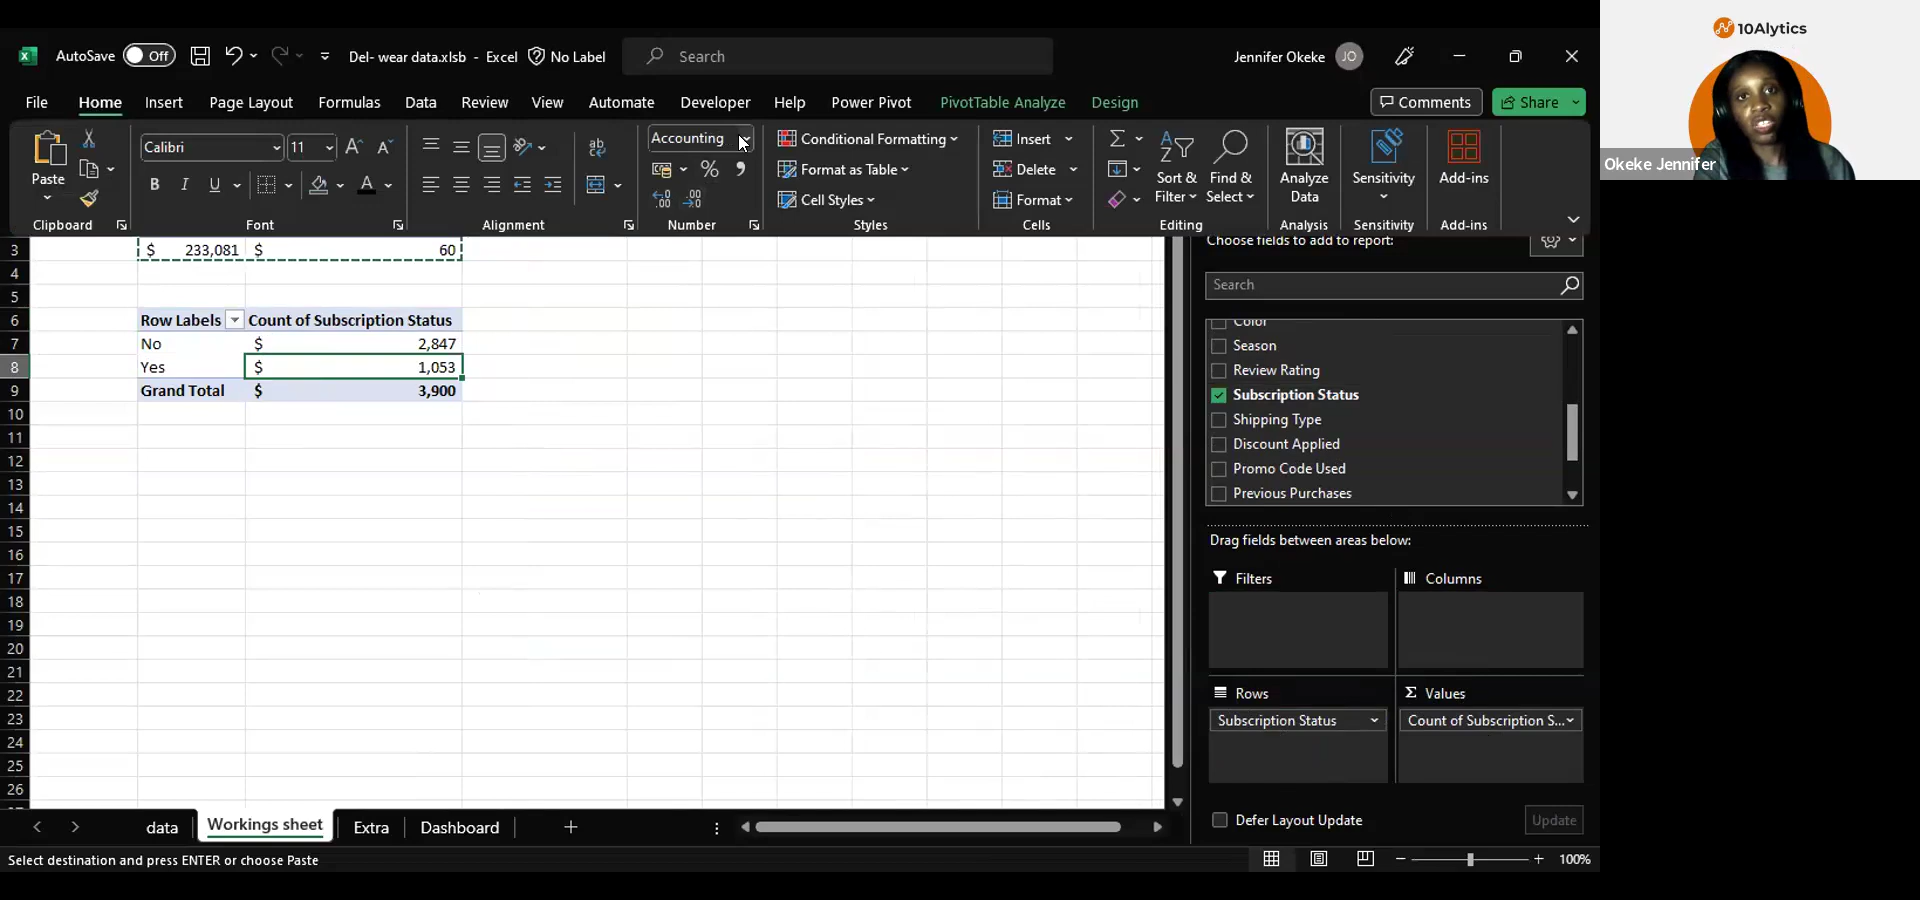 AutoSave Off Del- wear data.xlsb - Excel No Label Search Jennifer Okeke JO
File Home Insert Page Layout Formulas Data Review View Automate Developer Help Power Pivot PivotTable Analyze Design Comments Share
Paste
Clipboard
Calibri 11
B I U A
Font
Alignment
Accounting
%
Number
Conditional Formatting
Format as Table
Cell Styles
Styles
Insert
Delete
Format
Cells
Sort & Filter
Find & Select
Editing
Analyze Data
Analysis
Sensitivity
Sensitivity
Add-ins
Add-ins
3 $ 233,081 $ 60
4
5
6 Row Labels Count of Subscription Status
7 No $ 2,847
8 Yes $ 1,053
9 Grand Total $ 3,900
10
11
12
13
14
15
16
17
18
19
20
21
22
23
24
25
26
Choose fields to add to report:
Search
Color
Season
Review Rating
Subscription Status
Shipping Type
Discount Applied
Promo Code Used
Previous Purchases
Drag fields between areas below:
Filters
Columns
Rows
Subscription Status
Σ Values
Count of Subscription S...
Defer Layout Update Update
data Workings sheet Extra Dashboard
Select destination and press ENTER or choose Paste
100%
10Alytics
Okeke Jennifer